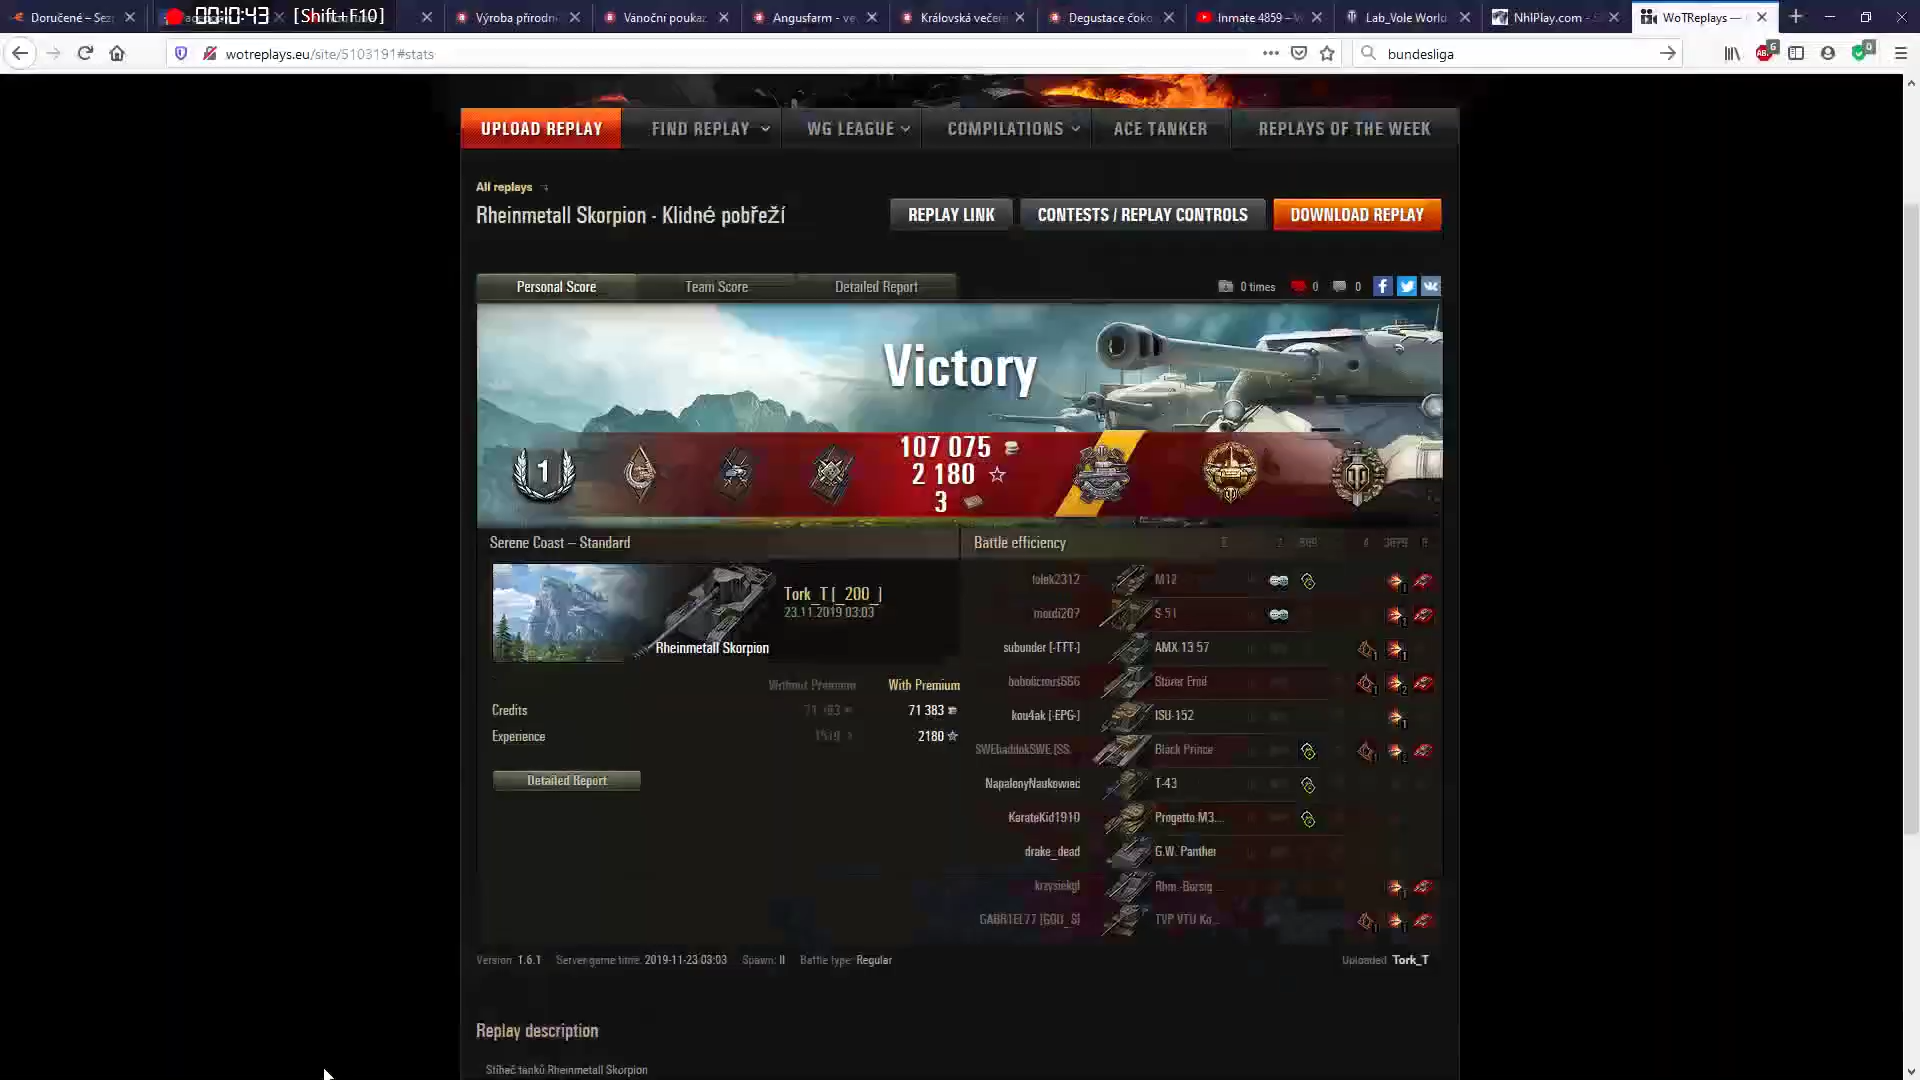 Doručené – Sez
00:10:43 [Shift+F10]
Výroba přírodn
Vánoční poukaz
Angusfarm - ve
Královská večeř
Degustace čoko
Inmate 4859 – W
Lab_Vole World
NhlPlay.com - S
WoTReplays —
wotreplays.eu/site/5103191#stats
bundesliga
UPLOAD REPLAY
FIND REPLAY
WG LEAGUE
COMPILATIONS
ACE TANKER
REPLAYS OF THE WEEK
All replays
Rheinmetall Skorpion - Klidné pobřeží
REPLAY LINK
CONTESTS / REPLAY CONTROLS
DOWNLOAD REPLAY
Personal Score
Team Score
Detailed Report
0 times
0
0
Victory
1
107 075
2 180
3
Serene Coast – Standard
Battle efficiency
Tork_T [_200_]
23.11.2019 03:03
Rheinmetall Skorpion
Without Premium With Premium
Credits 71 383
Experience 2180
Detailed Report
tolek2312 M12
mordi207 S-51
subunder [-TTT-] AMX 13 57
Sturer Emil
kou4ak [-EPG-] ISU-152
Black Prince
NapalonyNaukowiec T-43
KarateKid1910 Progetto M3...
drake_dead G.W. Panther
krzysiekgl Rhm.-Borsig...
TVP VTU Ko...
Version: 1.6.1 Server game time: 2019-11-23 03:03 Spawn: II Battle type: Regular
Uploaded Tork_T
Replay description
Stíhač tanků Rheinmetall Skorpion